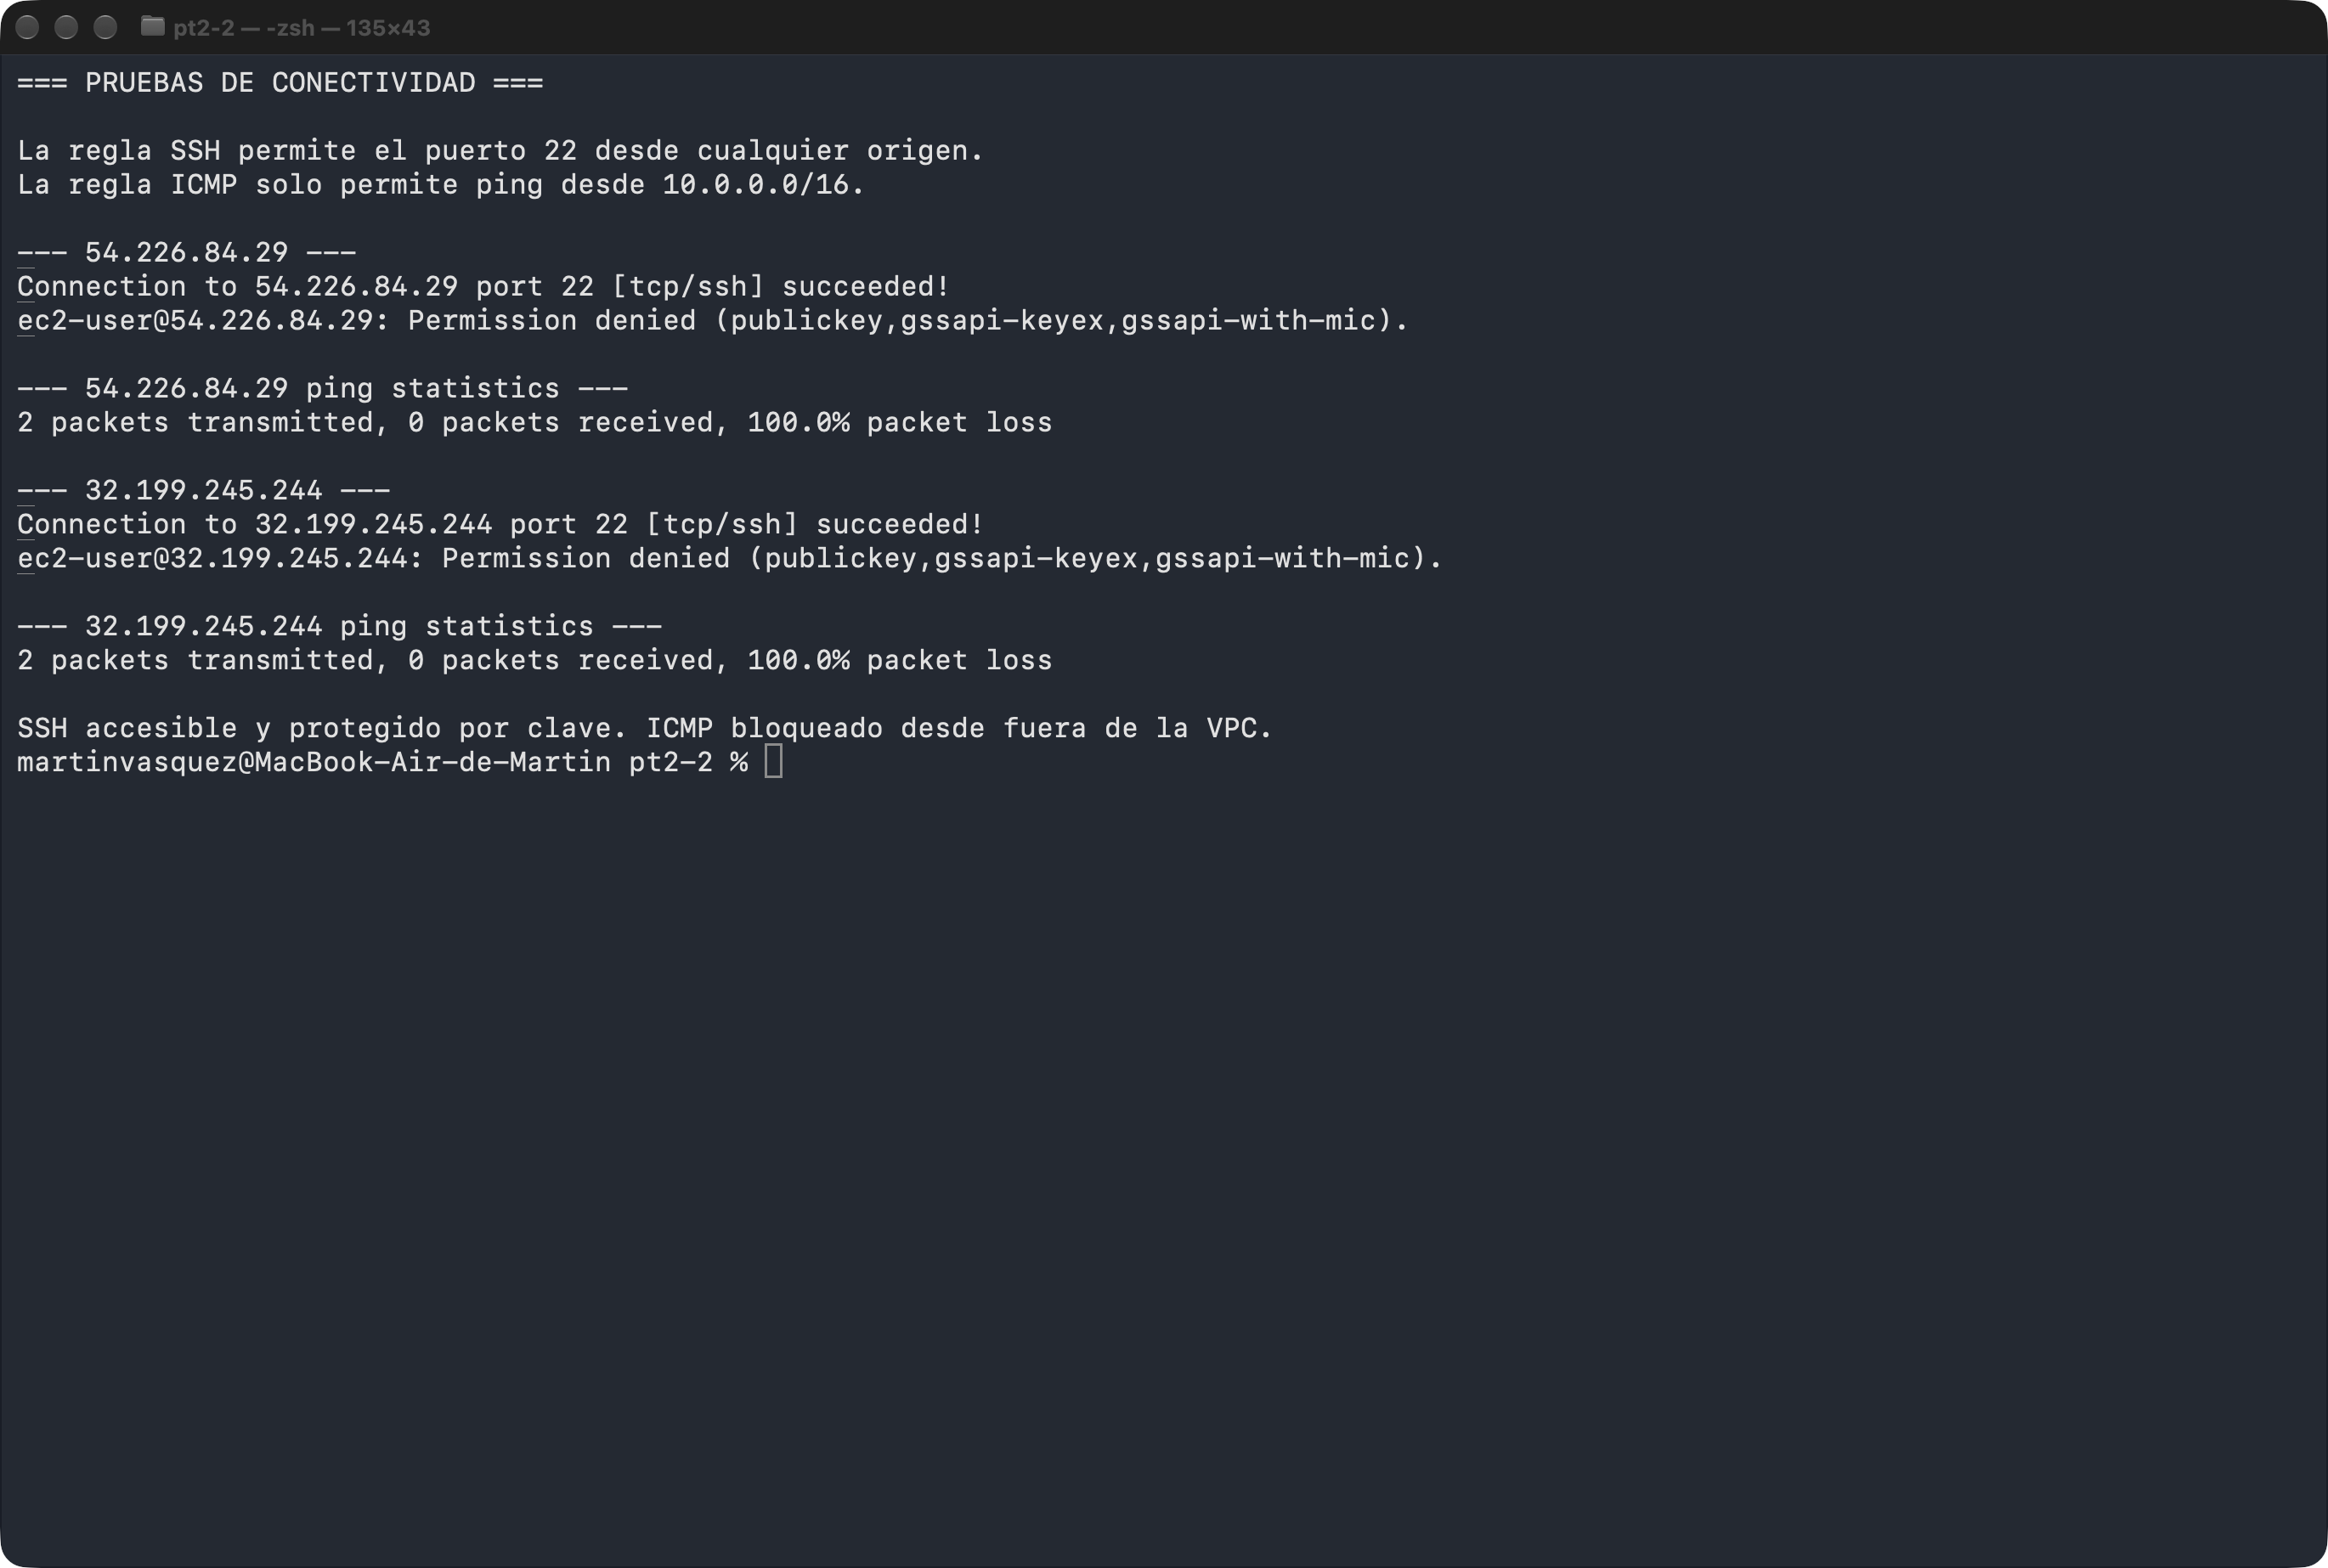 pt2-2 — -zsh — 135×43
=== PRUEBAS DE CONECTIVIDAD ===
La regla SSH permite el puerto 22 desde cualquier origen.
La regla ICMP solo permite ping desde 10.0.0.0/16.
--- 54.226.84.29 ---
Connection to 54.226.84.29 port 22 [tcp/ssh] succeeded!
ec2-user@54.226.84.29: Permission denied (publickey,gssapi-keyex,gssapi-with-mic).
--- 54.226.84.29 ping statistics ---
2 packets transmitted, 0 packets received, 100.0% packet loss
--- 32.199.245.244 ---
Connection to 32.199.245.244 port 22 [tcp/ssh] succeeded!
ec2-user@32.199.245.244: Permission denied (publickey,gssapi-keyex,gssapi-with-mic).
--- 32.199.245.244 ping statistics ---
2 packets transmitted, 0 packets received, 100.0% packet loss
SSH accesible y protegido por clave. ICMP bloqueado desde fuera de la VPC.
martinvasquez@MacBook-Air-de-Martin pt2-2 %